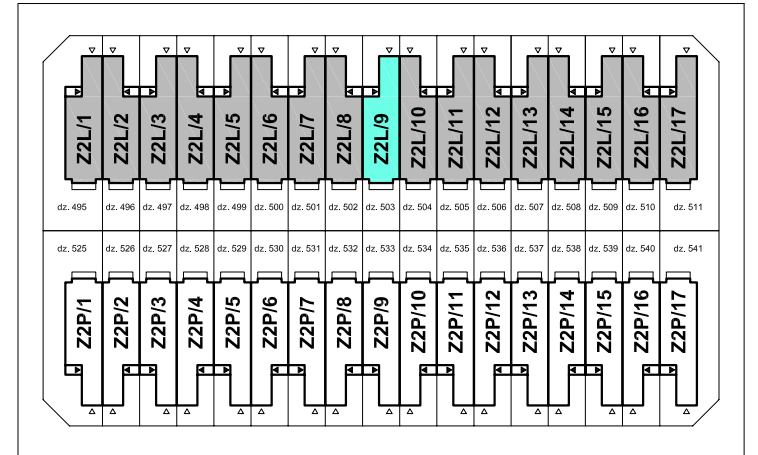 Z2L/1 Z2L/2 Z2L/3 Z2L/4 Z2L/5 Z2L/6 Z2L/7 Z2L/8 Z2L/9 Z2L/10 Z2L/11 Z2L/12 Z2L/13 Z2L/14 Z2L/15 Z2L/16 Z2L/17
dz. 495 dz. 496 dz. 497 dz. 498 dz. 499 dz. 500 dz. 501 dz. 502 dz. 503 dz. 504 dz. 505 dz. 506 dz. 507 dz. 508 dz. 509 dz. 510 dz. 511
dz. 525 dz. 526 dz. 527 dz. 528 dz. 529 dz. 530 dz. 531 dz. 532 dz. 533 dz. 534 dz. 535 dz. 536 dz. 537 dz. 538 dz. 539 dz. 540 dz. 541
Z2P/1 Z2P/2 Z2P/3 Z2P/4 Z2P/5 Z2P/6 Z2P/7 Z2P/8 Z2P/9 Z2P/10 Z2P/11 Z2P/12 Z2P/13 Z2P/14 Z2P/15 Z2P/16 Z2P/17